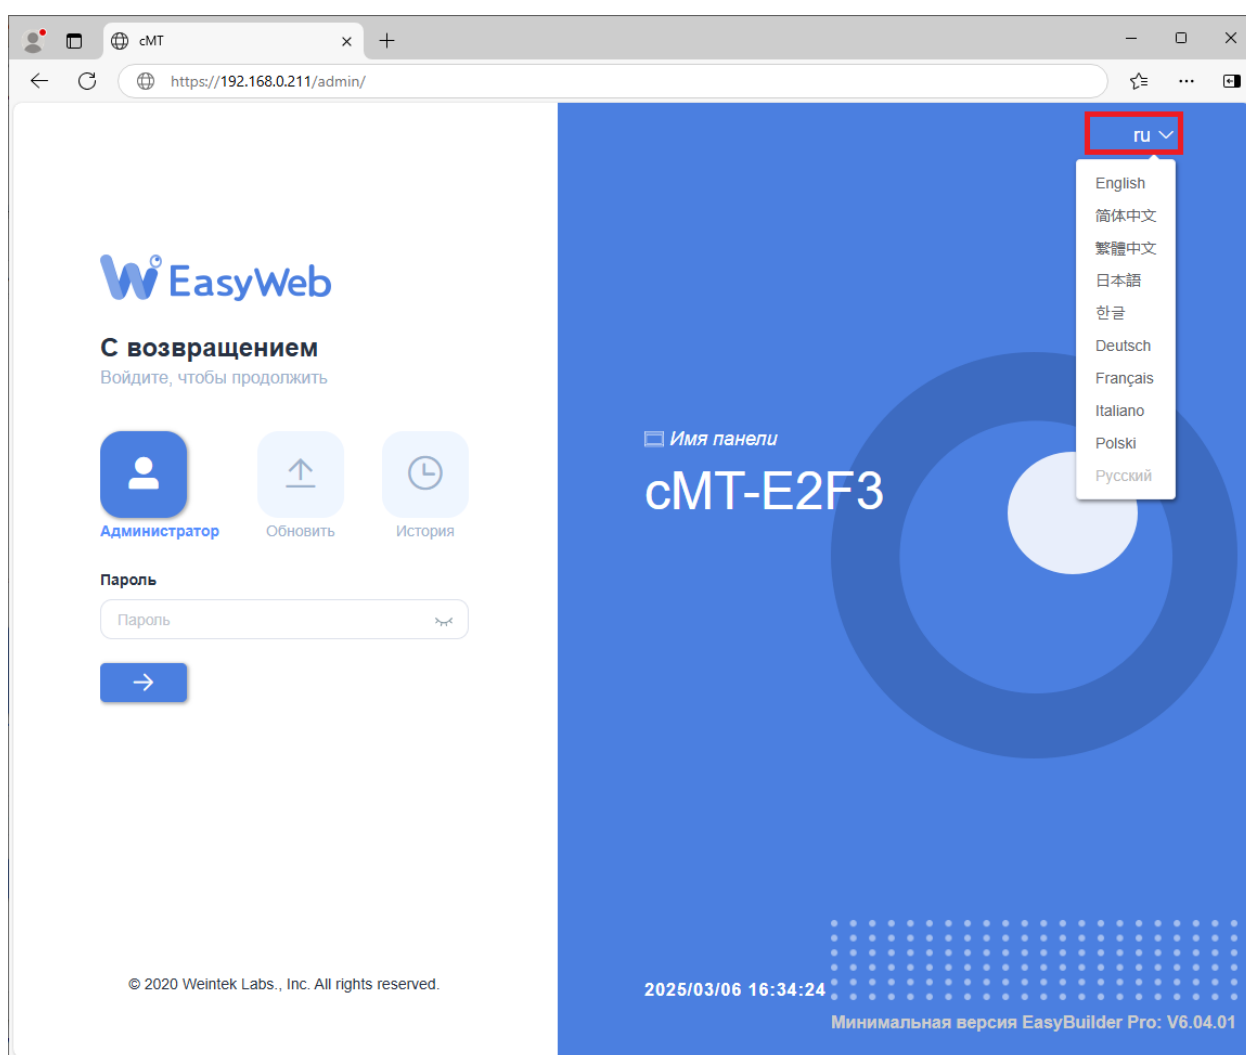 cMT
https://192.168.0.211/admin/
ru
English
简体中文
繁體中文
日本語
한글
Deutsch
Français
Italiano
Polski
Русский
EasyWeb
С возвращением
Войдите, чтобы продолжить
Администратор
Обновить
История
Пароль
Пароль
© 2020 Weintek Labs., Inc. All rights reserved.
Имя панели
cMT-E2F3
2025/03/06 16:34:24
Минимальная версия EasyBuilder Pro: V6.04.01